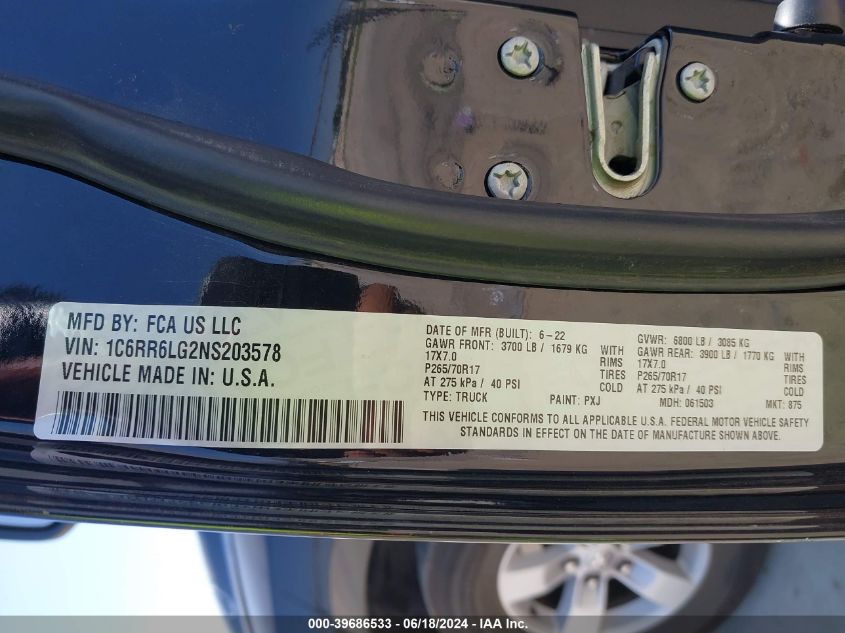 MFD BY: FCA US LLC
VIN: 1C6RR6LG2NS203578
VEHICLE MADE IN: U.S.A.
DATE OF MFR (BUILT): 6-22 GVWR: 6800 LB / 3085 KG
GAWR FRONT: 3700 LB / 1679 KG WITH GAWR REAR: 3900 LB / 1770 KG WITH
17X7.0 RIMS 17X7.0 RIMS
P265/70R17 TIRES P265/70R17 TIRES
AT 275 kPa / 40 PSI COLD AT 275 kPa / 40 PSI COLD
TYPE: TRUCK PAINT: PXJ MDH: 061503 MKT: 875
THIS VEHICLE CONFORMS TO ALL APPLICABLE U.S.A. FEDERAL MOTOR VEHICLE SAFETY
STANDARDS IN EFFECT ON THE DATE OF MANUFACTURE SHOWN ABOVE.
000-39686533 - 06/18/2024 - IAA Inc.